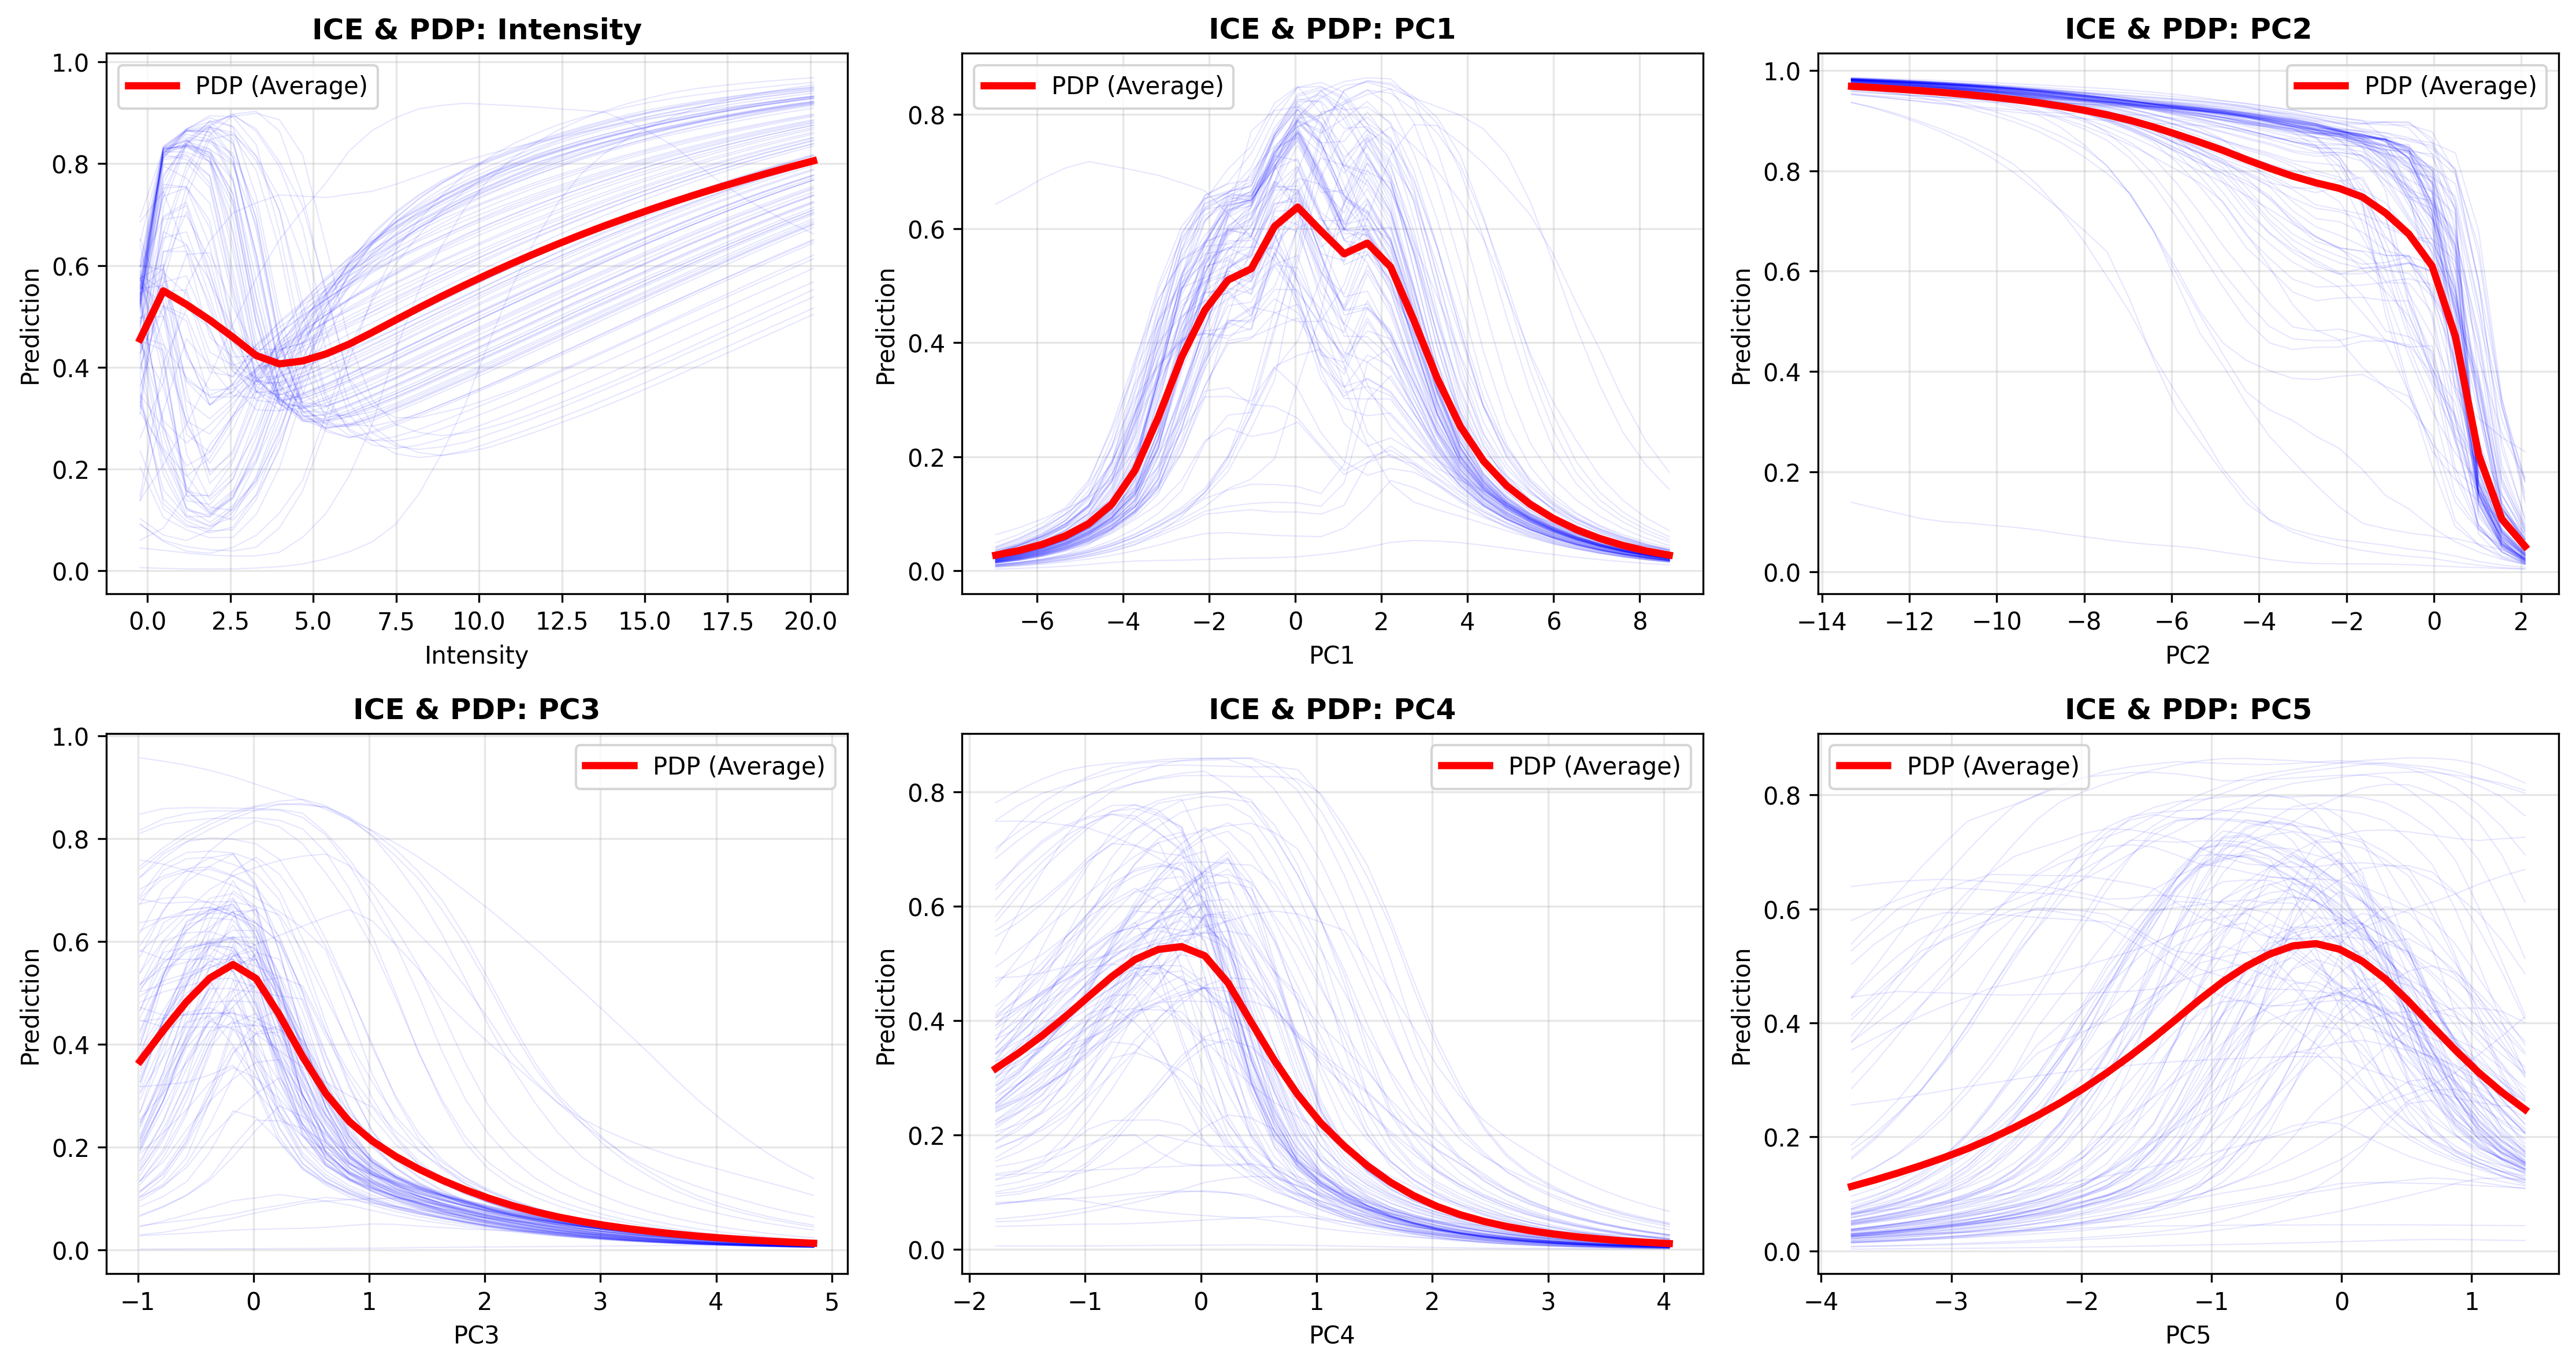 ICE & PDP: Intensity
PDP (Average)
1.0
0.8
0.6
0.4
0.2
0.0
Prediction
0.0 2.5 5.0 7.5 10.0 12.5 15.0 17.5 20.0
Intensity
ICE & PDP: PC1
PDP (Average)
0.8
0.6
0.4
0.2
0.0
Prediction
−6 −4 −2 0 2 4 6 8
PC1
ICE & PDP: PC2
PDP (Average)
1.0
0.8
0.6
0.4
0.2
0.0
Prediction
−14 −12 −10 −8 −6 −4 −2 0 2
PC2
ICE & PDP: PC3
PDP (Average)
1.0
0.8
0.6
0.4
0.2
0.0
Prediction
−1 0 1 2 3 4 5
PC3
ICE & PDP: PC4
PDP (Average)
0.8
0.6
0.4
0.2
0.0
Prediction
−2 −1 0 1 2 3 4
PC4
ICE & PDP: PC5
PDP (Average)
0.8
0.6
0.4
0.2
0.0
Prediction
−4 −3 −2 −1 0 1
PC5